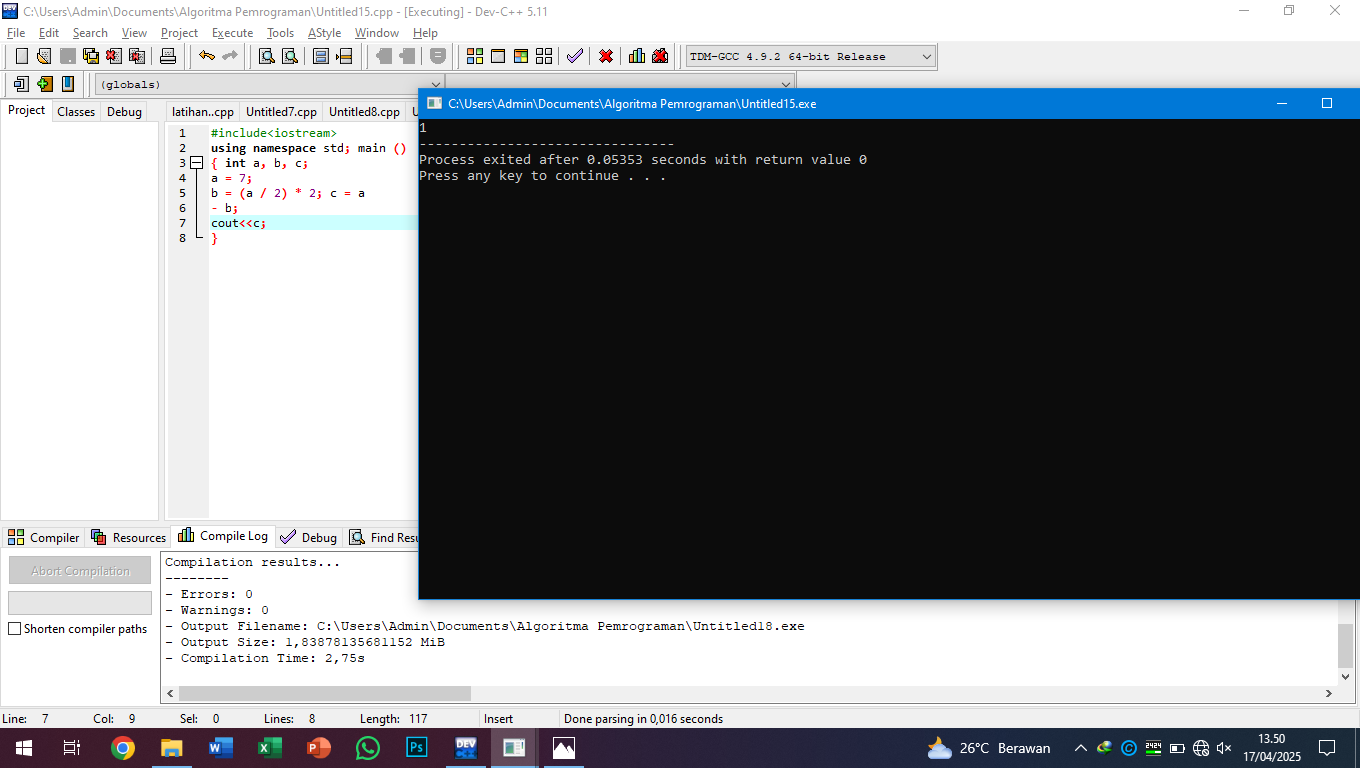 C:\Users\Admin\Documents\Algoritma Pemrograman\Untitled15.cpp - [Executing] - Dev-C++ 5.11
File Edit Search View Project Execute Tools AStyle Window Help
TDM-GCC 4.9.2 64-bit Release
(globals)
Project Classes Debug
latihan..cpp Untitled7.cpp Untitled8.cpp
1 #include<iostream>
2 using namespace std; main ()
3 { int a, b, c;
4 a = 7;
5 b = (a / 2) * 2; c = a
6 - b;
7 cout<<c;
8 }
C:\Users\Admin\Documents\Algoritma Pemrograman\Untitled15.exe
1
--------------------------------
Process exited after 0.05353 seconds with return value 0
Press any key to continue . . .
Compiler Resources Compile Log Debug Find Resu
Abort Compilation
Shorten compiler paths
Compilation results...
--------
- Errors: 0
- Warnings: 0
- Output Filename: C:\Users\Admin\Documents\Algoritma Pemrograman\Untitled18.exe
- Output Size: 1,83878135681152 MiB
- Compilation Time: 2,75s
Line: 7 Col: 9 Sel: 0 Lines: 8 Length: 117 Insert Done parsing in 0,016 seconds
26°C Berawan
13.50
17/04/2025